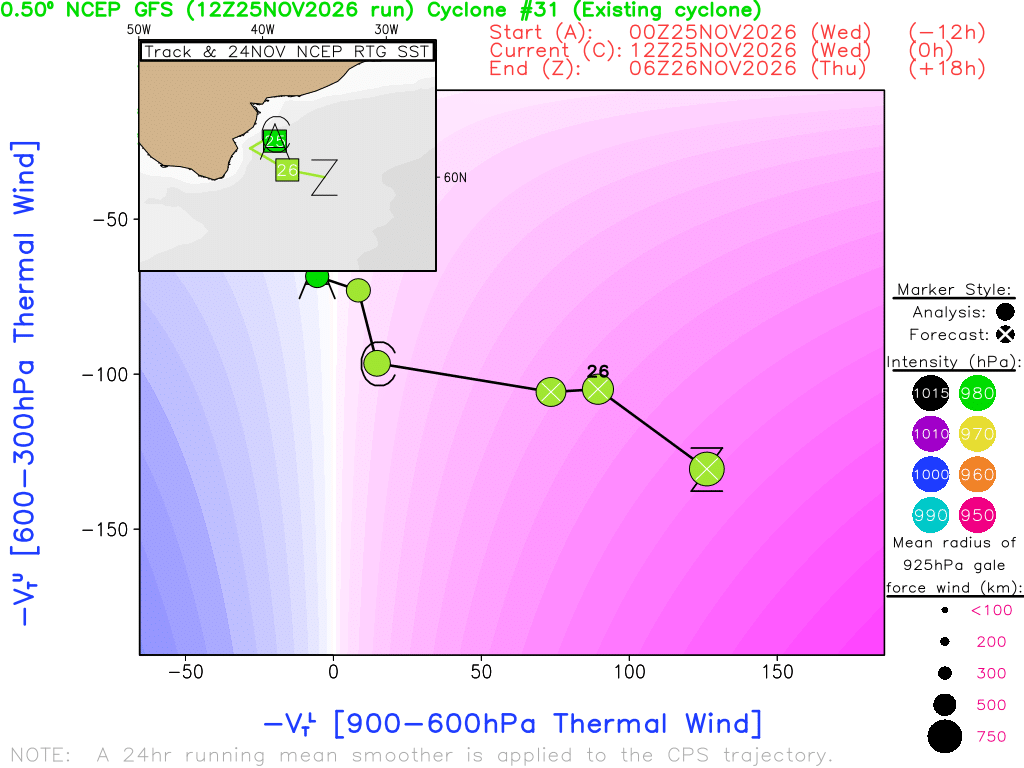 0.50° NCEP GFS (12Z25NOV2026 run) Cyclone #31 (Existing cyclone)
Start (A): 00Z25NOV2026 (Wed) (−12h)
Current (C): 12Z25NOV2026 (Wed) (0h)
End (Z): 06Z26NOV2026 (Thu) (+18h)
50W 40W 30W
Track & 24NOV NCEP RTG SST
C
A
25
26
Z
60N
−50
−100
−150
−V_T^U [600−300hPa Thermal Wind]
A
C
26
Z
−50 0 50 100 150
−V_T^L [900−600hPa Thermal Wind]
Marker Style:
Analysis:
Forecast:
Intensity (hPa):
1015 980
1010 970
1000 960
990 950
Mean radius of
925hPa gale
force wind (km):
<100
200
300
500
750
NOTE: A 24hr running mean smoother is applied to the CPS trajectory.